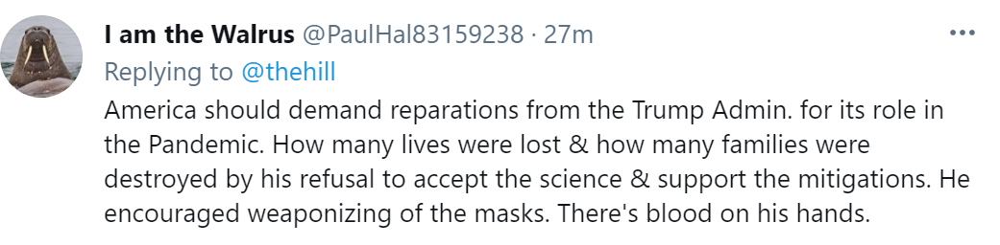 I am the Walrus @PaulHal83159238 · 27m
Replying to @thehill
America should demand reparations from the Trump Admin. for its role in
the Pandemic. How many lives were lost & how many families were
destroyed by his refusal to accept the science & support the mitigations. He
encouraged weaponizing of the masks. There's blood on his hands.